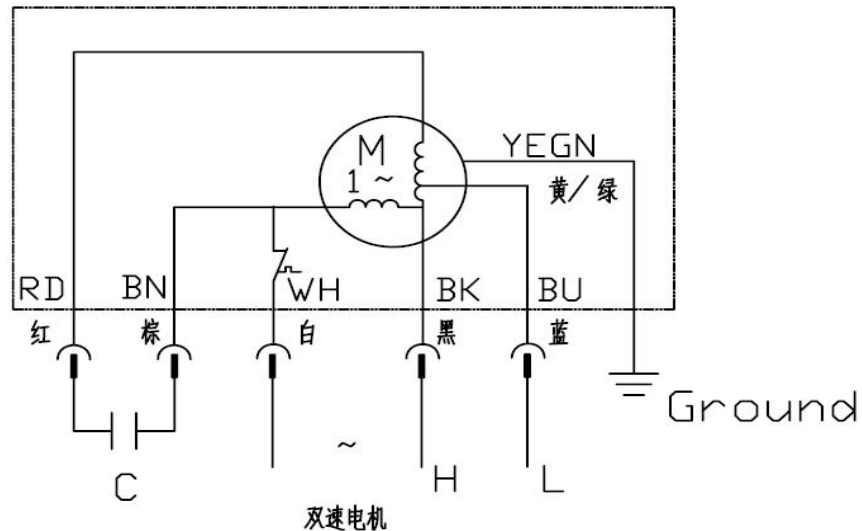 M
1 ~
YEGN
黄/绿
RD BN WH BK BU
红 棕 白 黑 蓝
Ground
~
C H L
双速电机